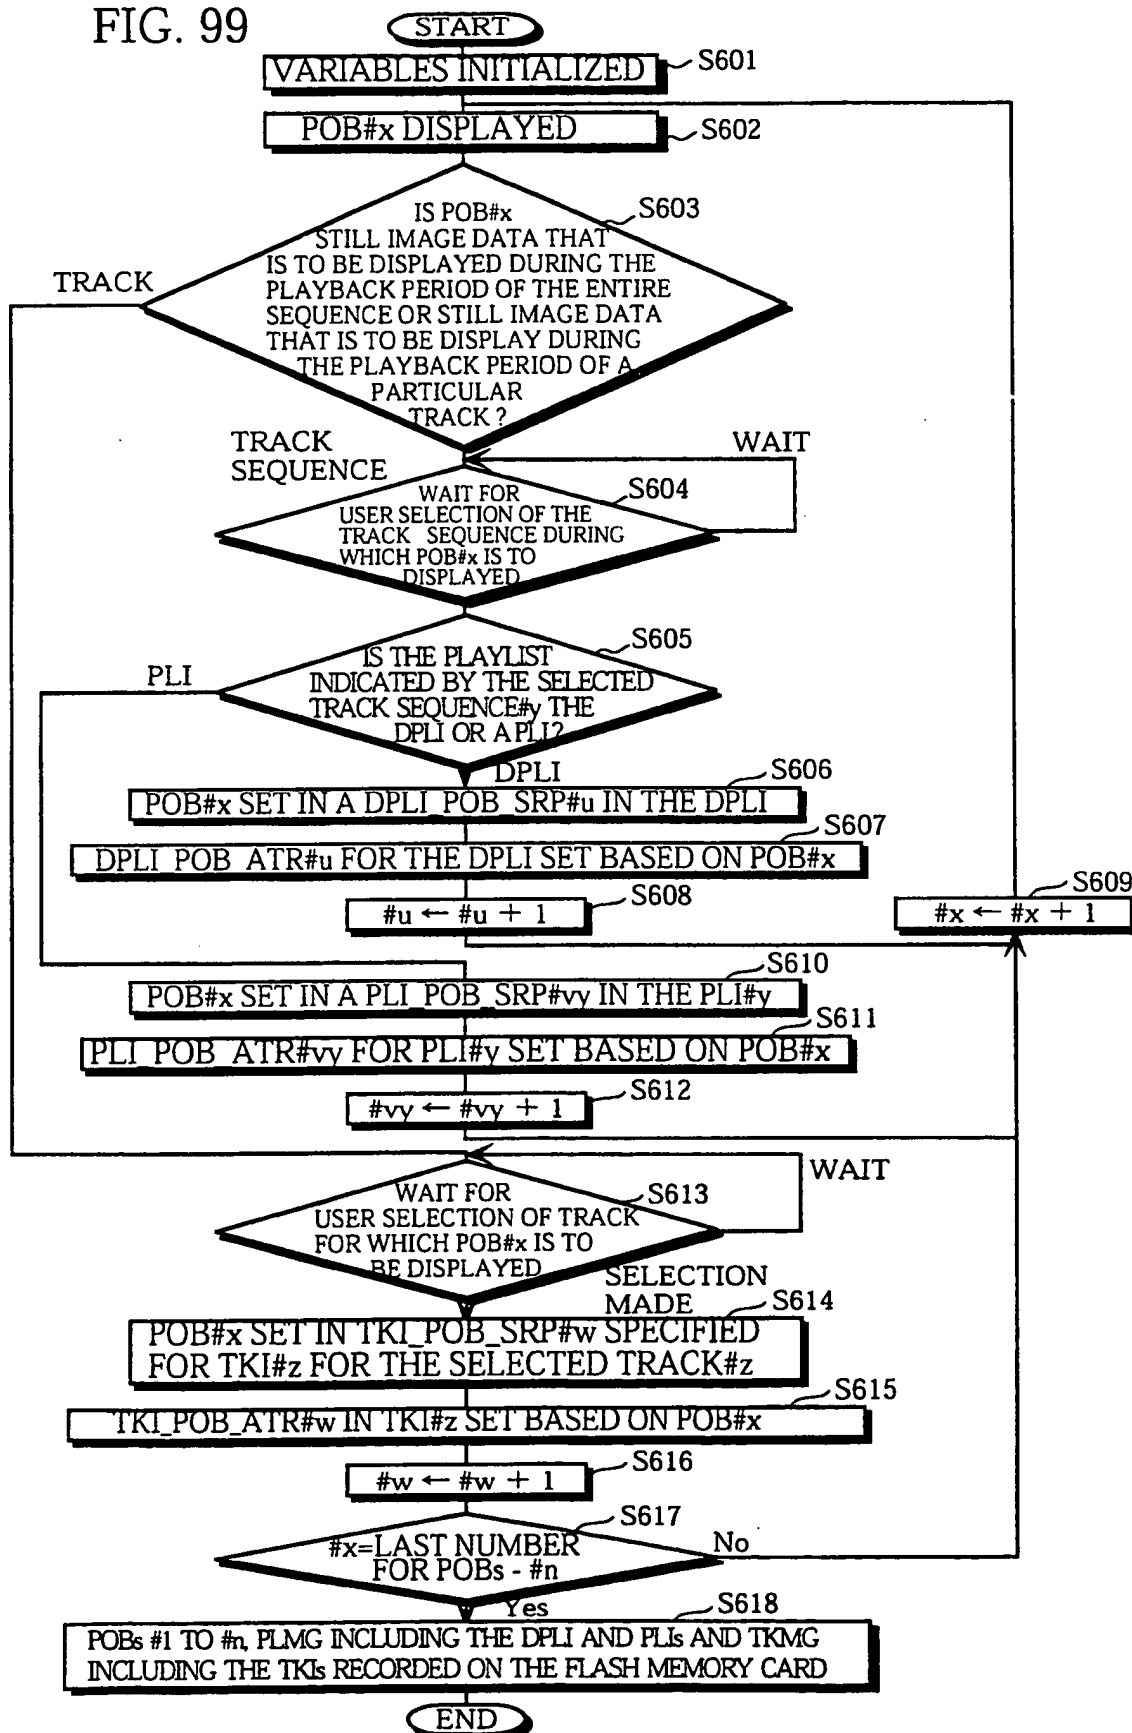 FIG. 99
START
VARIABLES INITIALIZED
S601
POB#x DISPLAYED
S602
S603
IS POB#x
STILL IMAGE DATA THAT
IS TO BE DISPLAYED DURING THE
PLAYBACK PERIOD OF THE ENTIRE
SEQUENCE OR STILL IMAGE DATA
THAT IS TO BE DISPLAY DURING
THE PLAYBACK PERIOD OF A
PARTICULAR
TRACK ?
TRACK
TRACK
SEQUENCE
WAIT
S604
WAIT FOR
USER SELECTION OF THE
TRACK SEQUENCE DURING
WHICH POB#x IS TO
DISPLAYED
S605
IS THE PLAYLIST
INDICATED BY THE SELECTED
TRACK SEQUENCE#y THE
DPLI OR A PLI?
PLI
DPLI
S606
POB#x SET IN A DPLI_POB_SRP#u IN THE DPLI
S607
DPLI_POB_ATR#u FOR THE DPLI SET BASED ON POB#x
S608
#u ← #u + 1
S609
#x ← #x + 1
S610
POB#x SET IN A PLI_POB_SRP#vy IN THE PLI#y
S611
PLI_POB_ATR#vy FOR PLI#y SET BASED ON POB#x
S612
#vy ← #vy + 1
WAIT
S613
WAIT FOR
USER SELECTION OF TRACK
FOR WHICH POB#x IS TO
BE DISPLAYED
SELECTION
MADE
S614
POB#x SET IN TKI_POB_SRP#w SPECIFIED
FOR TKI#z FOR THE SELECTED TRACK#z
S615
TKI_POB_ATR#w IN TKI#z SET BASED ON POB#x
S616
#w ← #w + 1
S617
#x=LAST NUMBER
FOR POBs - #n
No
Yes
S618
POBs #1 TO #n, PLMG INCLUDING THE DPLI AND PLIs AND TKMG
INCLUDING THE TKIs RECORDED ON THE FLASH MEMORY CARD
END